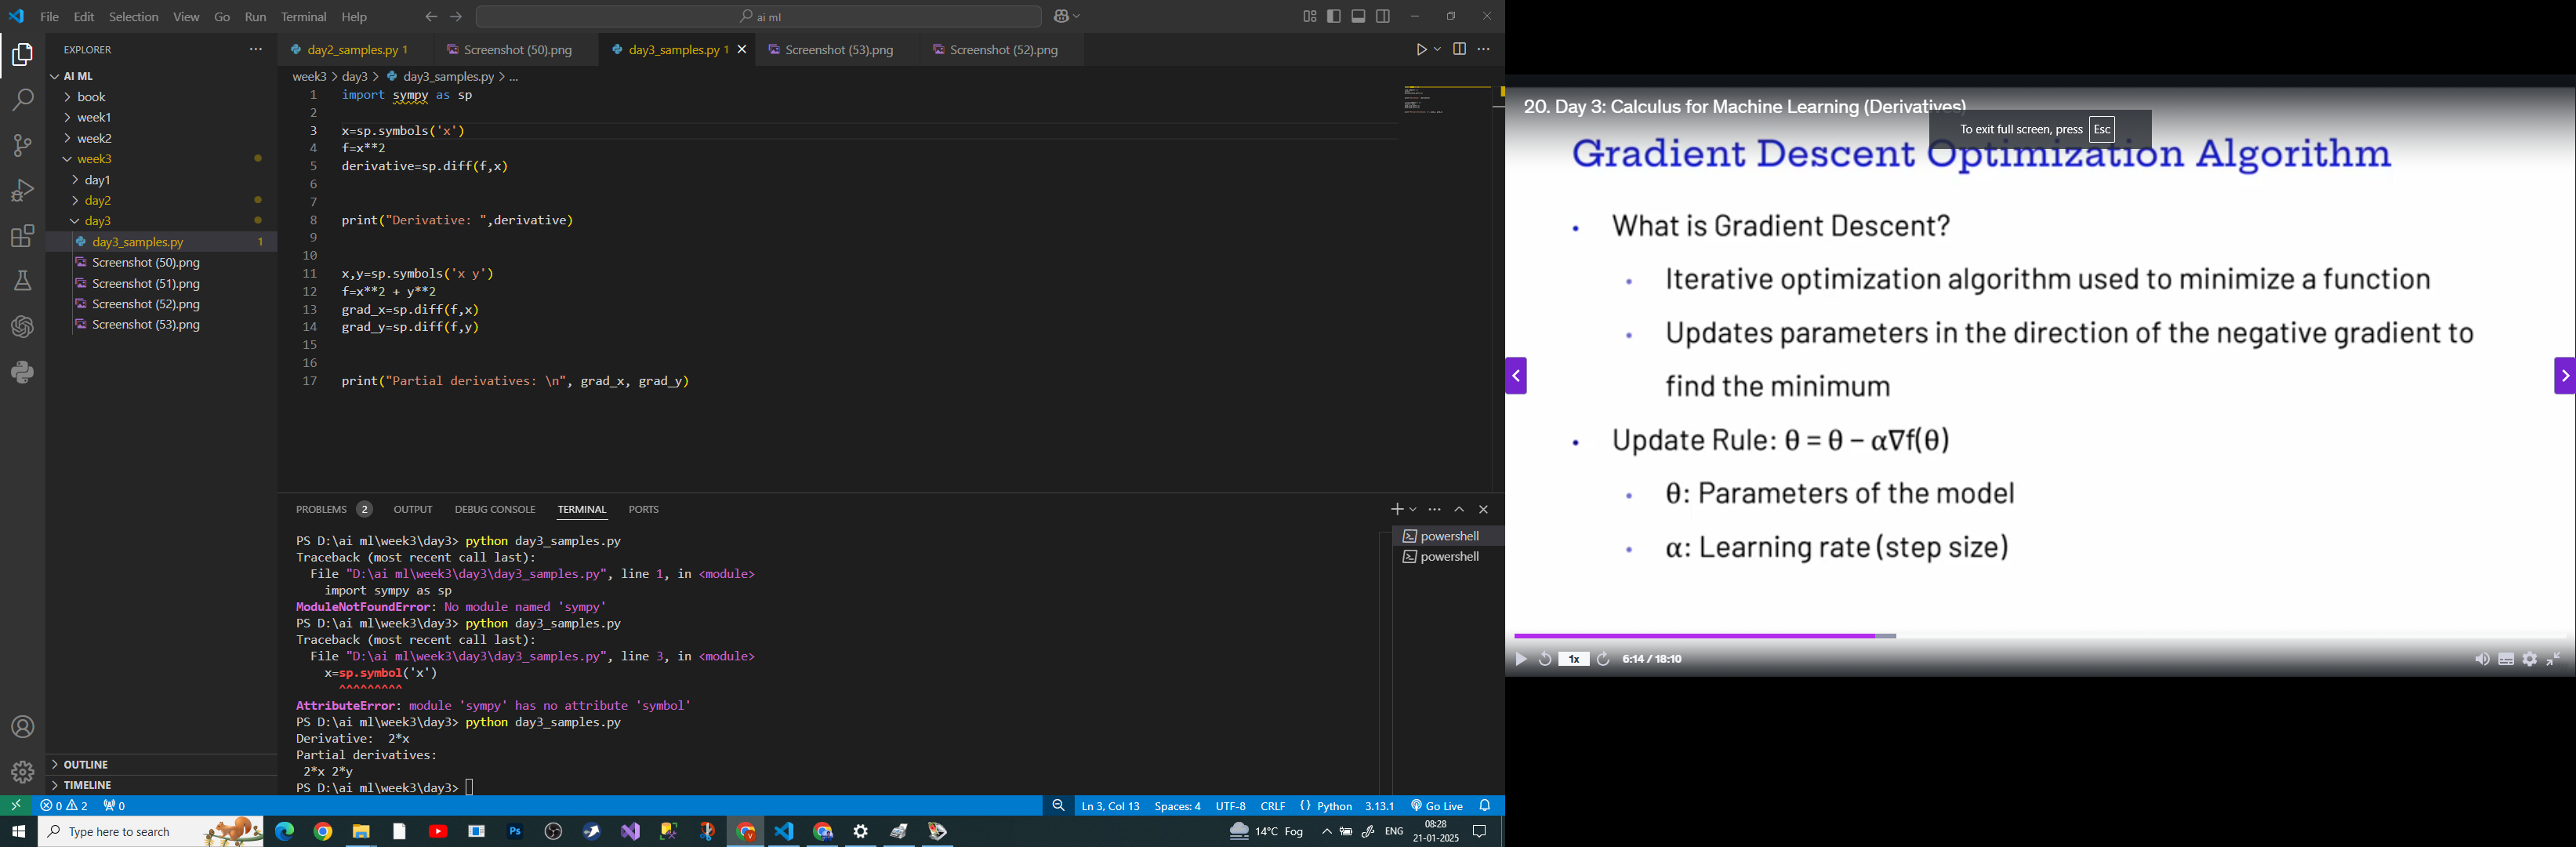 File Edit Selection View Go Run Terminal Help
ai ml
EXPLORER
AI ML
book
week1
week2
week3
day1
day2
day3
day3_samples.py 1
Screenshot (50).png
Screenshot (51).png
Screenshot (52).png
Screenshot (53).png
OUTLINE
TIMELINE
day2_samples.py 1 Screenshot (50).png day3_samples.py 1 Screenshot (53).png Screenshot (52).png
week3 > day3 > day3_samples.py > ...
1 import sympy as sp
2
3 x=sp.symbols('x')
4 f=x**2
5 derivative=sp.diff(f,x)
6
7
8 print("Derivative: ",derivative)
9
10
11 x,y=sp.symbols('x y')
12 f=x**2 + y**2
13 grad_x=sp.diff(f,x)
14 grad_y=sp.diff(f,y)
15
16
17 print("Partial derivatives: \n", grad_x, grad_y)
PROBLEMS 2 OUTPUT DEBUG CONSOLE TERMINAL PORTS
PS D:\ai ml\week3\day3> python day3_samples.py
Traceback (most recent call last):
File "D:\ai ml\week3\day3\day3_samples.py", line 1, in <module>
import sympy as sp
ModuleNotFoundError: No module named 'sympy'
PS D:\ai ml\week3\day3> python day3_samples.py
Traceback (most recent call last):
File "D:\ai ml\week3\day3\day3_samples.py", line 3, in <module>
x=sp.symbol('x')
^^^^^^^^^
AttributeError: module 'sympy' has no attribute 'symbol'
PS D:\ai ml\week3\day3> python day3_samples.py
Derivative:  2*x
Partial derivatives:
2*x 2*y
PS D:\ai ml\week3\day3>
powershell
powershell
0 2 0
Ln 3, Col 13 Spaces: 4 UTF-8 CRLF {} Python 3.13.1 Go Live
Type here to search
Ps
14°C Fog
ENG
08:28
21-01-2025
20. Day 3: Calculus for Machine Learning (Derivatives)
To exit full screen, press Esc
Gradient Descent Optimization Algorithm
• What is Gradient Descent?
• Iterative optimization algorithm used to minimize a function
• Updates parameters in the direction of the negative gradient to
find the minimum
• Update Rule: θ = θ – α∇f(θ)
• θ: Parameters of the model
• α: Learning rate (step size)
1x
6:14 / 18:10